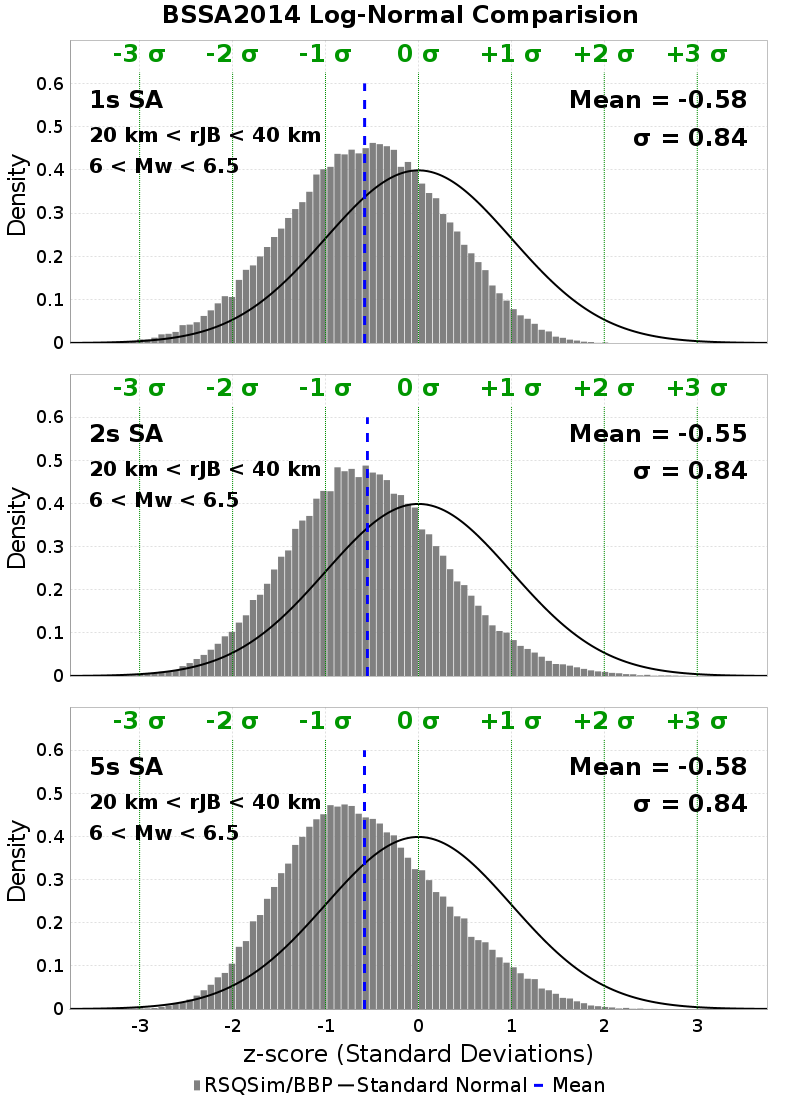 BSSA2014 Log-Normal Comparision
-3 σ -2 σ -1 σ 0 σ +1 σ +2 σ +3 σ
1s SA
Mean = -0.58
20 km < rJB < 40 km
σ = 0.84
6 < Mw < 6.5
Density
0.6
0.5
0.4
0.3
0.2
0.1
0
-3 σ -2 σ -1 σ 0 σ +1 σ +2 σ +3 σ
2s SA
Mean = -0.55
20 km < rJB < 40 km
σ = 0.84
6 < Mw < 6.5
Density
0.6
0.5
0.4
0.3
0.2
0.1
0
-3 σ -2 σ -1 σ 0 σ +1 σ +2 σ +3 σ
5s SA
Mean = -0.58
20 km < rJB < 40 km
σ = 0.84
6 < Mw < 6.5
Density
0.6
0.5
0.4
0.3
0.2
0.1
0
-3 -2 -1 0 1 2 3
z-score (Standard Deviations)
RSQSim/BBP Standard Normal Mean